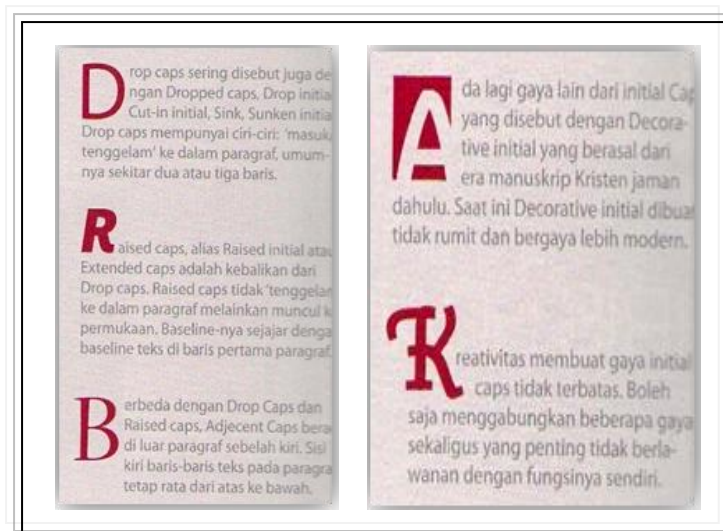 Drop caps sering disebut juga de
ngan Dropped caps, Drop initia
Cut-in initial, Sink, Sunken initia
Drop caps mempunyai ciri-ciri: 'masuk
tenggelam' ke dalam paragraf, umum-
nya sekitar dua atau tiga baris.
Raised caps, alias Raised initial atau
Extended caps adalah kebalikan dari
Drop caps. Raised caps tidak 'tenggelam
ke dalam paragraf melainkan muncul k
permukaan. Baseline-nya sejajar denga
baseline teks di baris pertama paragraf.
Berbeda dengan Drop Caps dan
Raised caps, Adjecent Caps bera
di luar paragraf sebelah kiri. Sisi
kiri baris-baris teks pada paragra
tetap rata dari atas ke bawah.
Ada lagi gaya lain dari initial Cap
yang disebut dengan Decora-
tive initial yang berasal dari
era manuskrip Kristen jaman
dahulu. Saat ini Decorative initial dibuat
tidak rumit dan bergaya lebih modern.
Kreativitas membuat gaya initial
caps tidak terbatas. Boleh
saja menggabungkan beberapa gaya
sekaligus yang penting tidak berla-
wanan dengan fungsinya sendiri.